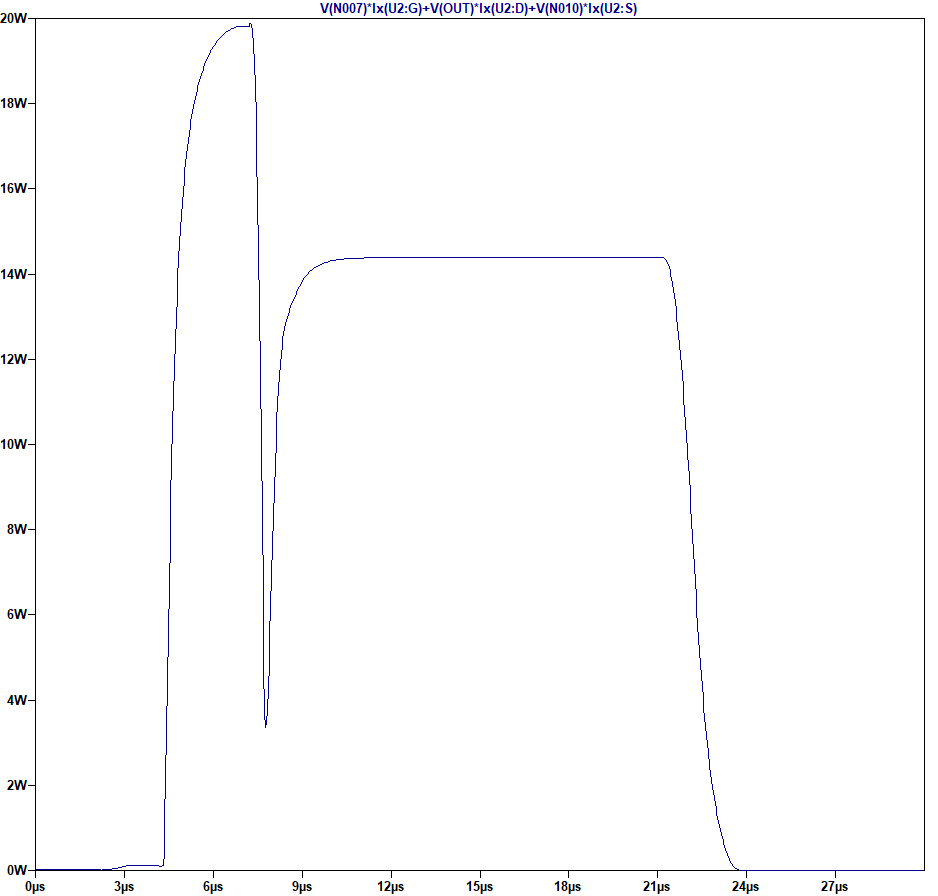 V(N007)*Ix(U2:G)+V(OUT)*Ix(U2:D)+V(N010)*Ix(U2:S)
20W
18W
16W
14W
12W
10W
8W
6W
4W
2W
0W
0µs 3µs 6µs 9µs 12µs 15µs 18µs 21µs 24µs 27µs